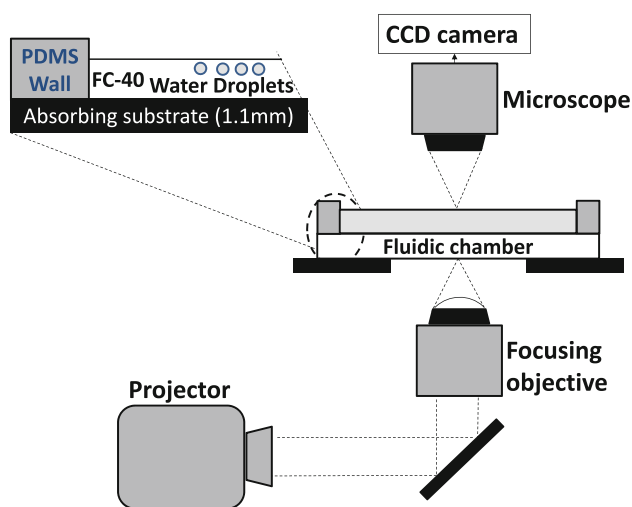 CCD camera
PDMS
Wall
FC-40
Water Droplets
Absorbing substrate (1.1mm)
Microscope
Fluidic chamber
Focusing
objective
Projector